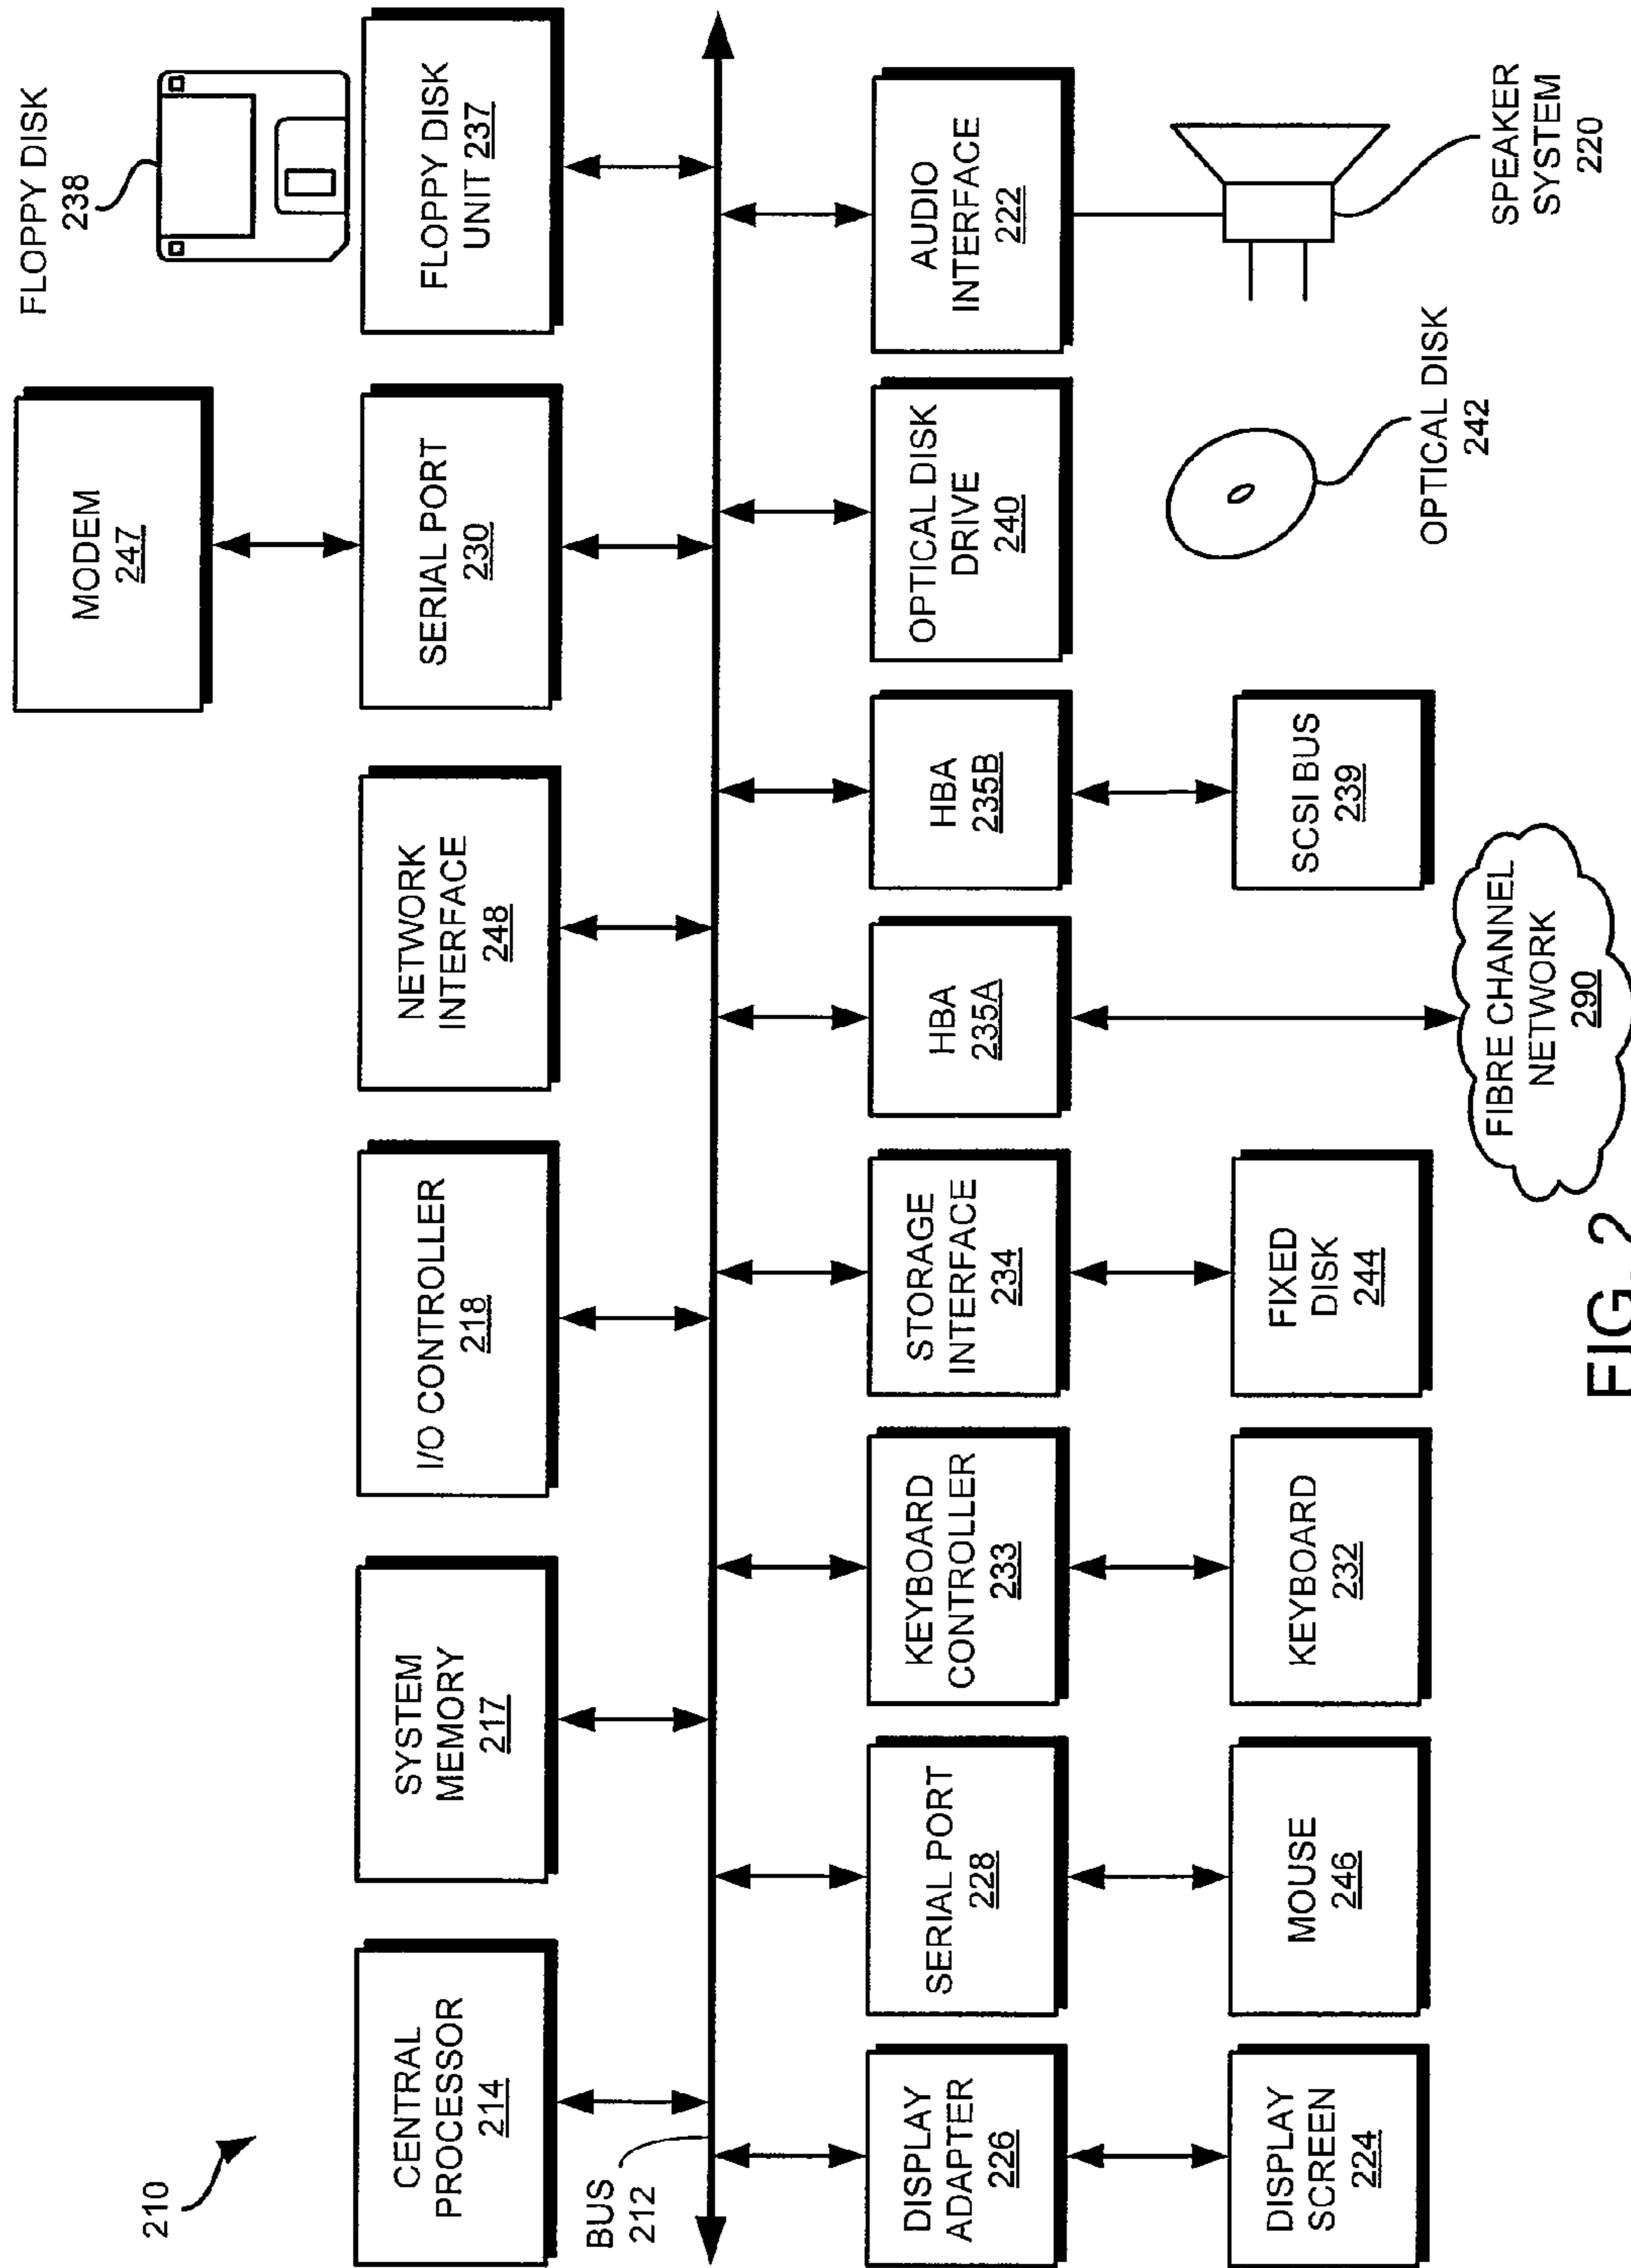 210
CENTRAL
PROCESSOR
214
SYSTEM
MEMORY
217
I/O CONTROLLER
218
NETWORK
INTERFACE
248
MODEM
247
SERIAL PORT
230
FLOPPY DISK
238
FLOPPY DISK
UNIT 237
BUS
212
DISPLAY
ADAPTER
226
SERIAL PORT
228
KEYBOARD
CONTROLLER
233
STORAGE
INTERFACE
234
HBA
235A
HBA
235B
OPTICAL DISK
DRIVE
240
AUDIO
INTERFACE
222
DISPLAY
SCREEN
224
MOUSE
246
KEYBOARD
232
FIXED
DISK
244
FIBRE CHANNEL
NETWORK
290
SCSI BUS
239
OPTICAL DISK
242
SPEAKER
SYSTEM
220
FIG. 2